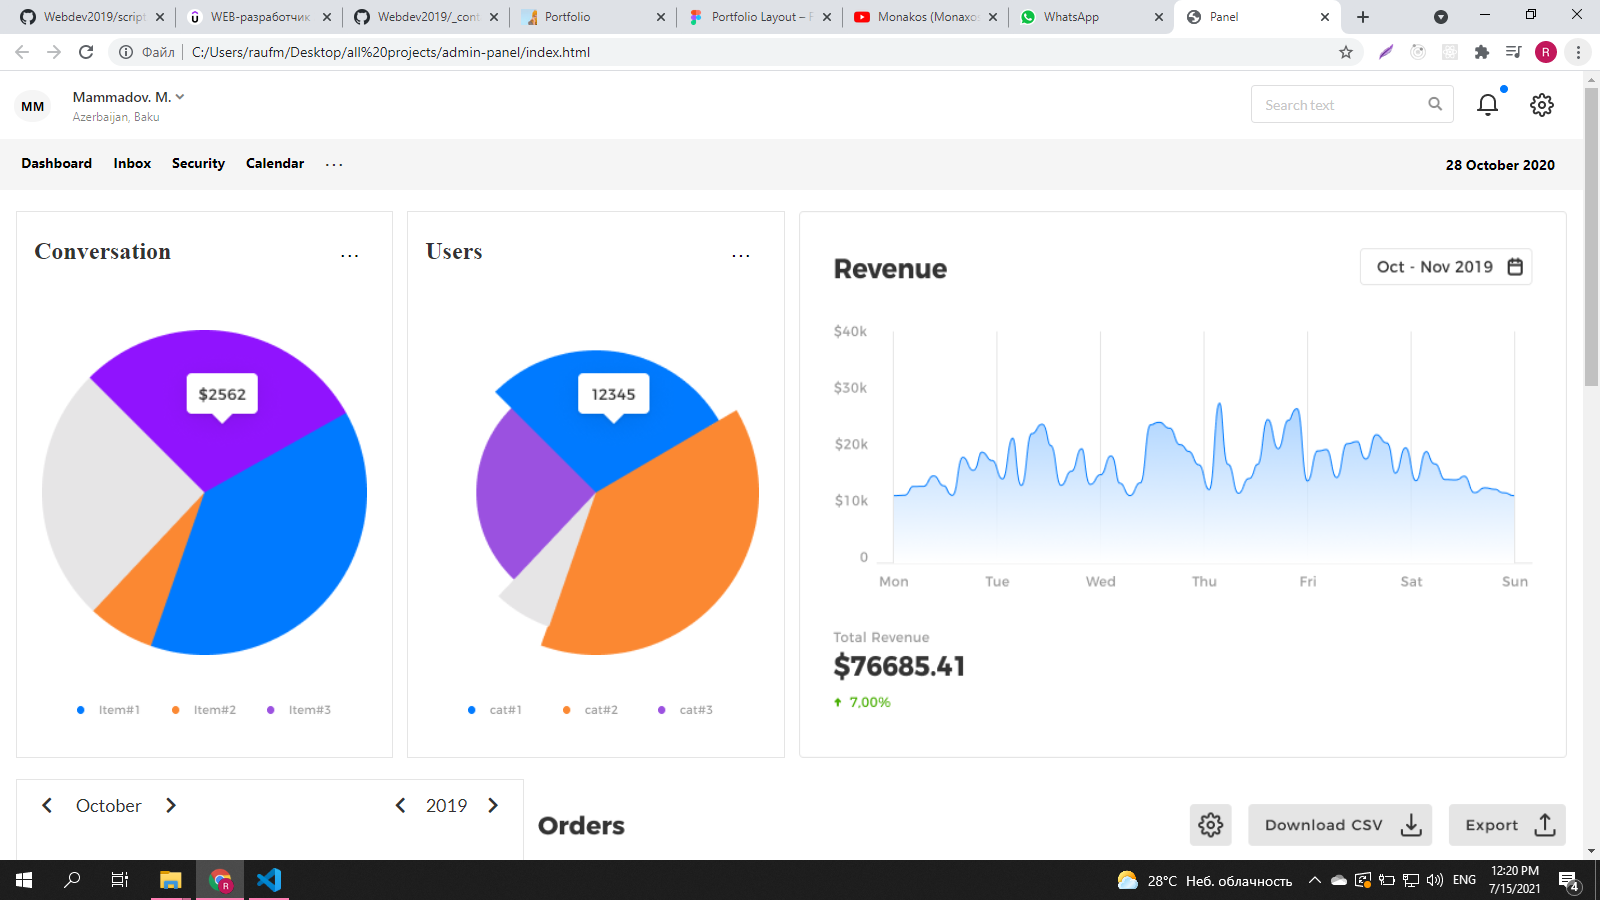 Webdev2019/script
WEB-разработчик
Webdev2019/_cont
Portfolio
Portfolio Layout – F
Monakos (Monaxos
WhatsApp
Panel
Файл
C:/Users/raufm/Desktop/all%20projects/admin-panel/index.html
R
MM
Mammadov. M.
Azerbaijan, Baku
Search text
Dashboard Inbox Security Calendar ...
28 October 2020
Conversation ...
$2562
Item#1 Item#2 Item#3
Users ...
12345
cat#1 cat#2 cat#3
Revenue
Oct - Nov 2019
$40k
$30k
$20k
$10k
0
Mon Tue Wed Thu Fri Sat Sun
Total Revenue
$76685.41
7,00%
October 2019
Orders
Download CSV
Export
28°C Неб. облачность
ENG
12:20 PM
7/15/2021
4